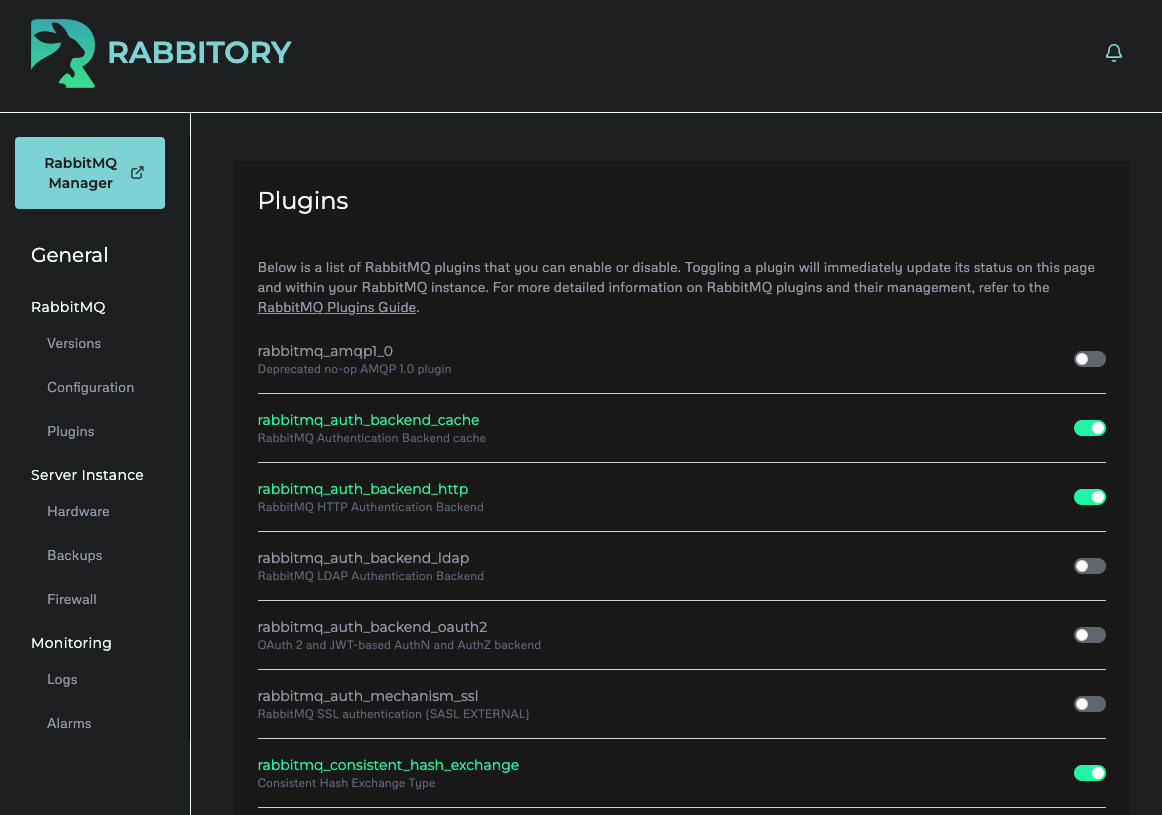 RABBITORY
RabbitMQ
Manager
General
RabbitMQ
Versions
Configuration
Plugins
Server Instance
Hardware
Backups
Firewall
Monitoring
Logs
Alarms
Plugins
Below is a list of RabbitMQ plugins that you can enable or disable. Toggling a plugin will immediately update its status on this page
and within your RabbitMQ instance. For more detailed information on RabbitMQ plugins and their management, refer to the
RabbitMQ Plugins Guide.
rabbitmq_amqp1_0
Deprecated no-op AMQP 1.0 plugin
rabbitmq_auth_backend_cache
RabbitMQ Authentication Backend cache
rabbitmq_auth_backend_http
RabbitMQ HTTP Authentication Backend
rabbitmq_auth_backend_ldap
RabbitMQ LDAP Authentication Backend
rabbitmq_auth_backend_oauth2
OAuth 2 and JWT-based AuthN and AuthZ backend
rabbitmq_auth_mechanism_ssl
RabbitMQ SSL authentication (SASL EXTERNAL)
rabbitmq_consistent_hash_exchange
Consistent Hash Exchange Type